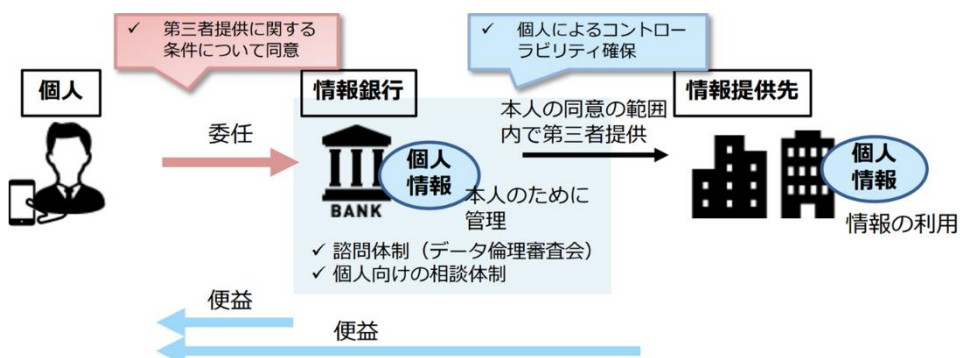 ✓ 第三者提供に関する
条件について同意
✓ 個人によるコントロー
ラビリティ確保
個人
情報銀行
情報提供先
委任
本人の同意の範囲
内で第三者提供
個人
情報
BANK
本人のために
管理
個人
情報
情報の利用
✓ 諮問体制（データ倫理審査会）
✓ 個人向けの相談体制
便益
便益